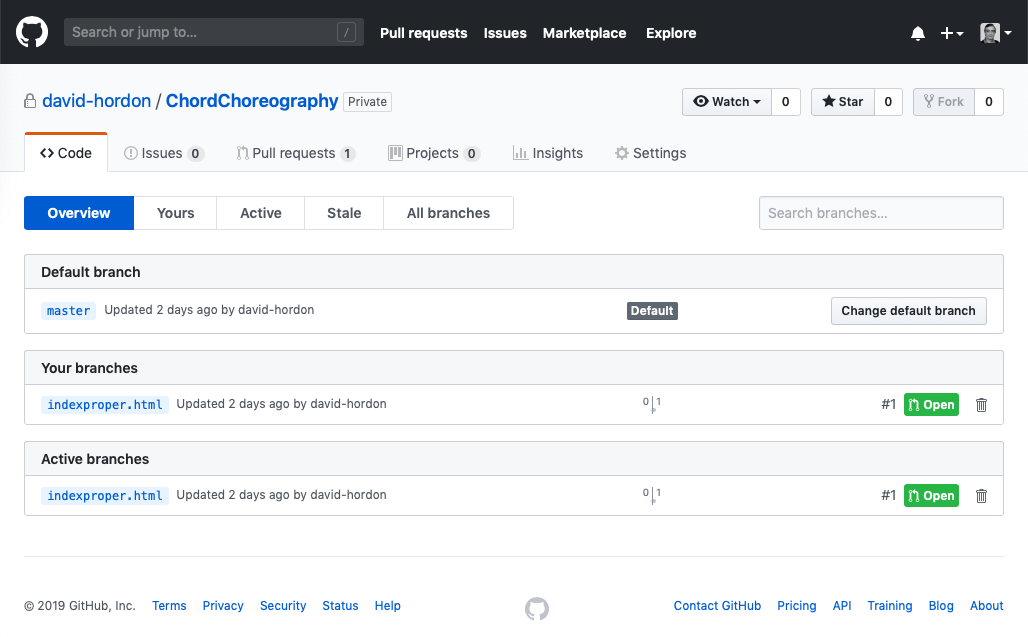 Search or jump to... /
Pull requests Issues Marketplace Explore
david-hordon / ChordChoreography Private
Watch 0 Star 0 Fork 0
Code Issues 0 Pull requests 1 Projects 0 Insights Settings
Overview Yours Active Stale All branches Search branches...
Default branch
master Updated 2 days ago by david-hordon Default Change default branch
Your branches
indexproper.html Updated 2 days ago by david-hordon 0 1 #1 Open
Active branches
indexproper.html Updated 2 days ago by david-hordon 0 1 #1 Open
© 2019 GitHub, Inc. Terms Privacy Security Status Help Contact GitHub Pricing API Training Blog About